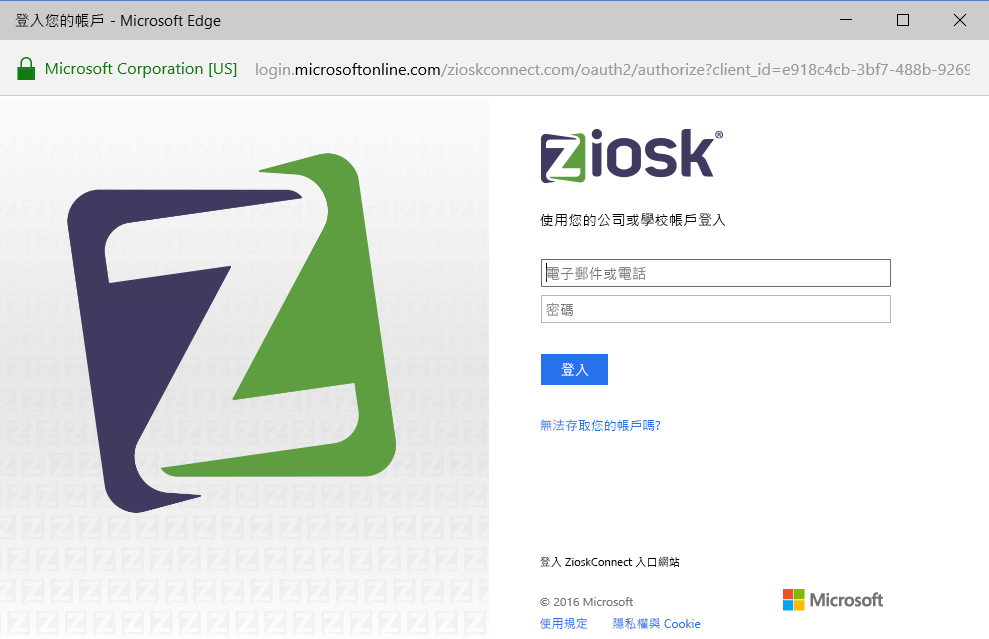 登入您的帳戶 - Microsoft Edge
Microsoft Corporation [US] login.microsoftonline.com/zioskconnect.com/oauth2/authorize?client_id=e918c4cb-3bf7-488b-9269
ziosk®
使用您的公司或學校帳戶登入
電子郵件或電話
密碼
登入
無法存取您的帳戶嗎?
登入 ZioskConnect 入口網站
© 2016 Microsoft
Microsoft
使用規定 隱私權與 Cookie